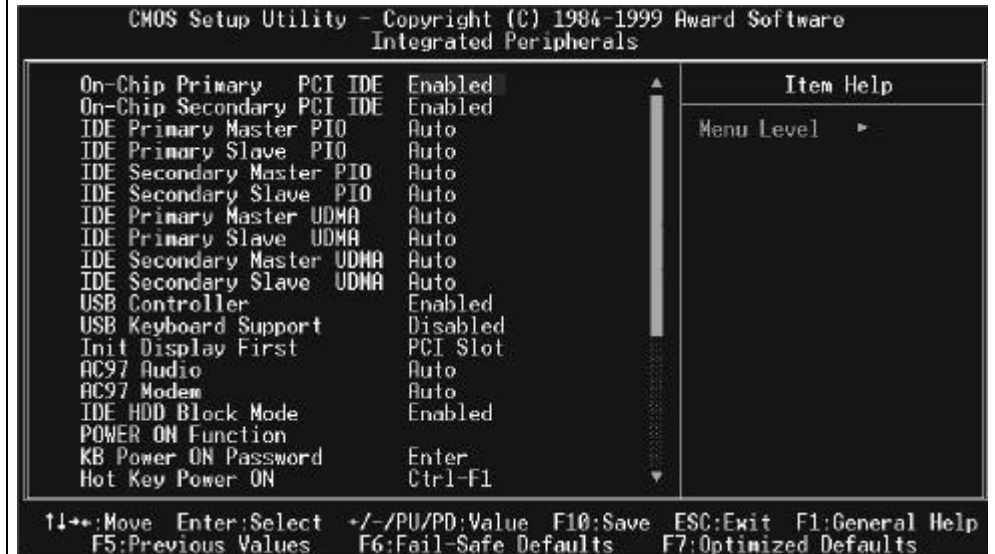 CMOS Setup Utility - Copyright (C) 1984-1999 Award Software
Integrated Peripherals
On-Chip Primary PCI IDE Enabled
On-Chip Secondary PCI IDE Enabled
IDE Primary Master PIO Auto
IDE Primary Slave PIO Auto
IDE Secondary Master PIO Auto
IDE Secondary Slave PIO Auto
IDE Primary Master UDMA Auto
IDE Primary Slave UDMA Auto
IDE Secondary Master UDMA Auto
IDE Secondary Slave UDMA Auto
USB Controller Enabled
USB Keyboard Support Disabled
Init Display First PCI Slot
AC97 Audio Auto
AC97 Modem Auto
IDE HDD Block Mode Enabled
POWER ON Function
KB Power ON Password Enter
Hot Key Power ON Ctrl-F1
Item Help
Menu Level ►
↑↓→←:Move Enter:Select +/-/PU/PD:Value F10:Save ESC:Exit F1:General Help
F5:Previous Values F6:Fail-Safe Defaults F7:Optimized Defaults